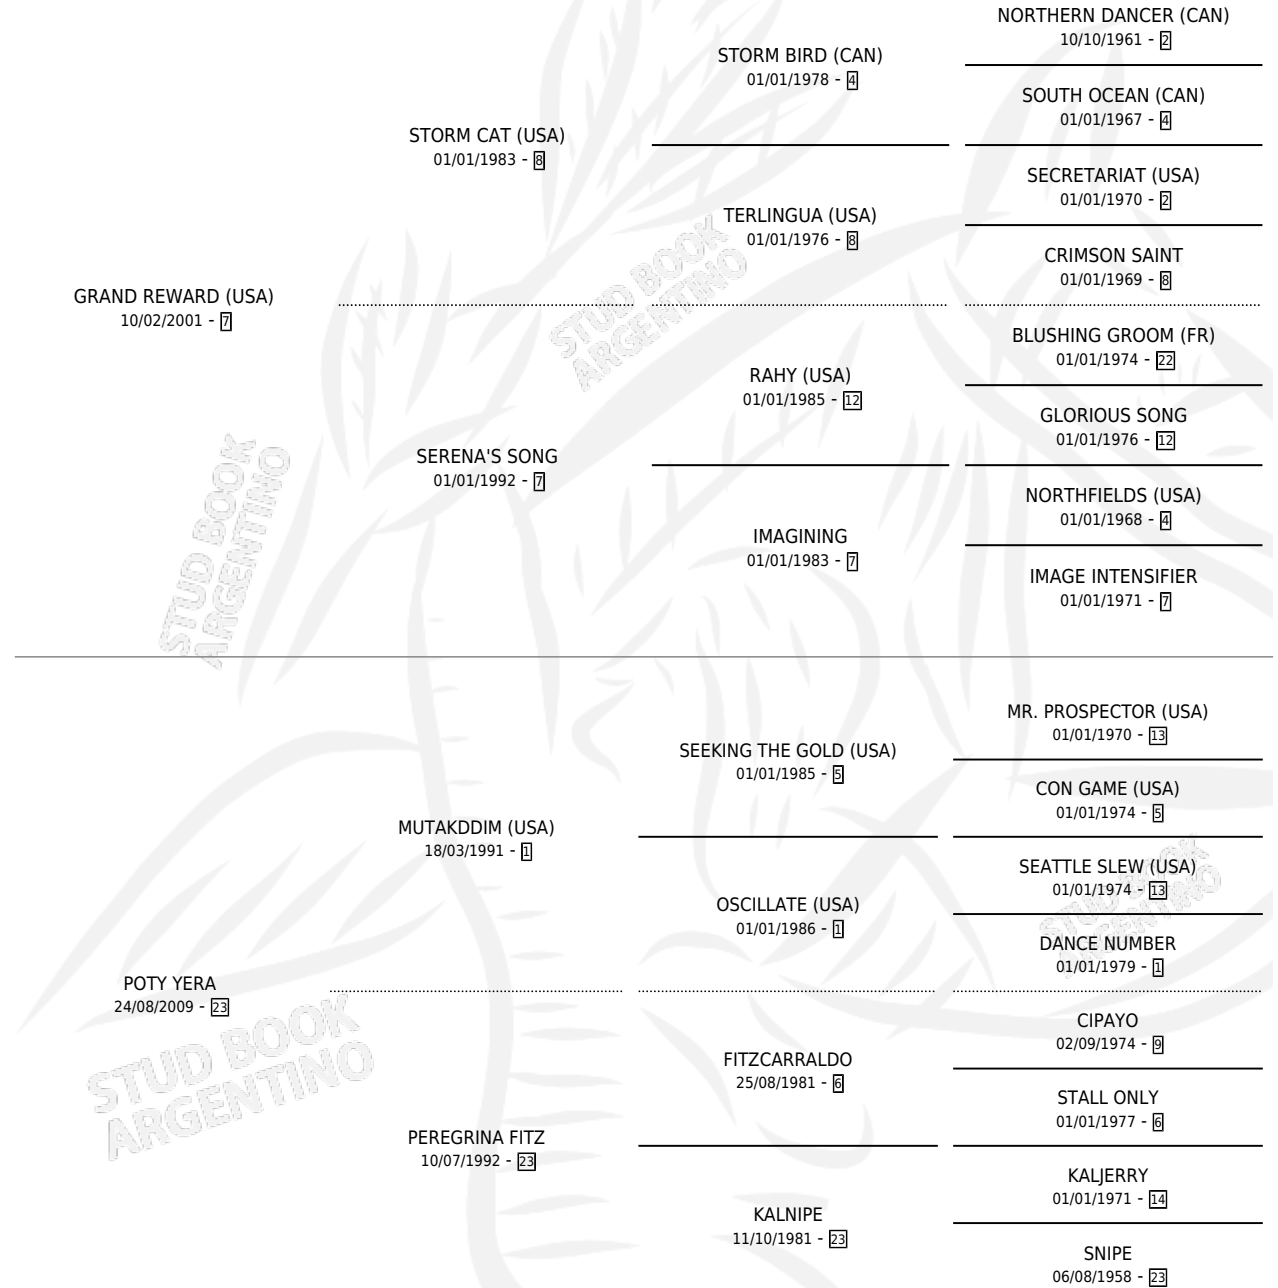 NORTHERN DANCER (CAN)
10/10/1961 - 2
STORM BIRD (CAN)
01/01/1978 - 4
SOUTH OCEAN (CAN)
01/01/1967 - 4
STORM CAT (USA)
01/01/1983 - 8
SECRETARIAT (USA)
01/01/1970 - 2
TERLINGUA (USA)
01/01/1976 - 8
CRIMSON SAINT
01/01/1969 - 8
GRAND REWARD (USA)
10/02/2001 - 7
STUD BOOK
ARGENTINO
BLUSHING GROOM (FR)
01/01/1974 - 22
RAHY (USA)
01/01/1985 - 12
GLORIOUS SONG
01/01/1976 - 12
SERENA'S SONG
01/01/1992 - 7
NORTHFIELDS (USA)
01/01/1968 - 4
IMAGINING
01/01/1983 - 7
IMAGE INTENSIFIER
01/01/1971 - 7
STUD BOOK
ARGENTINO
MR. PROSPECTOR (USA)
01/01/1970 - 13
SEEKING THE GOLD (USA)
01/01/1985 - 5
CON GAME (USA)
01/01/1974 - 5
MUTAKDDIM (USA)
18/03/1991 - 1
SEATTLE SLEW (USA)
01/01/1974 - 13
OSCILLATE (USA)
01/01/1986 - 1
STUD BOOK
ARGENTINO
DANCE NUMBER
01/01/1979 - 1
POTY YERA
24/08/2009 - 23
CIPAYO
02/09/1974 - 9
FITZCARRALDO
25/08/1981 - 6
STUD BOOK
ARGENTINO
STALL ONLY
01/01/1977 - 6
PEREGRINA FITZ
10/07/1992 - 23
KALJERRY
01/01/1971 - 14
KALNIPE
11/10/1981 - 23
SNIPE
06/08/1958 - 23